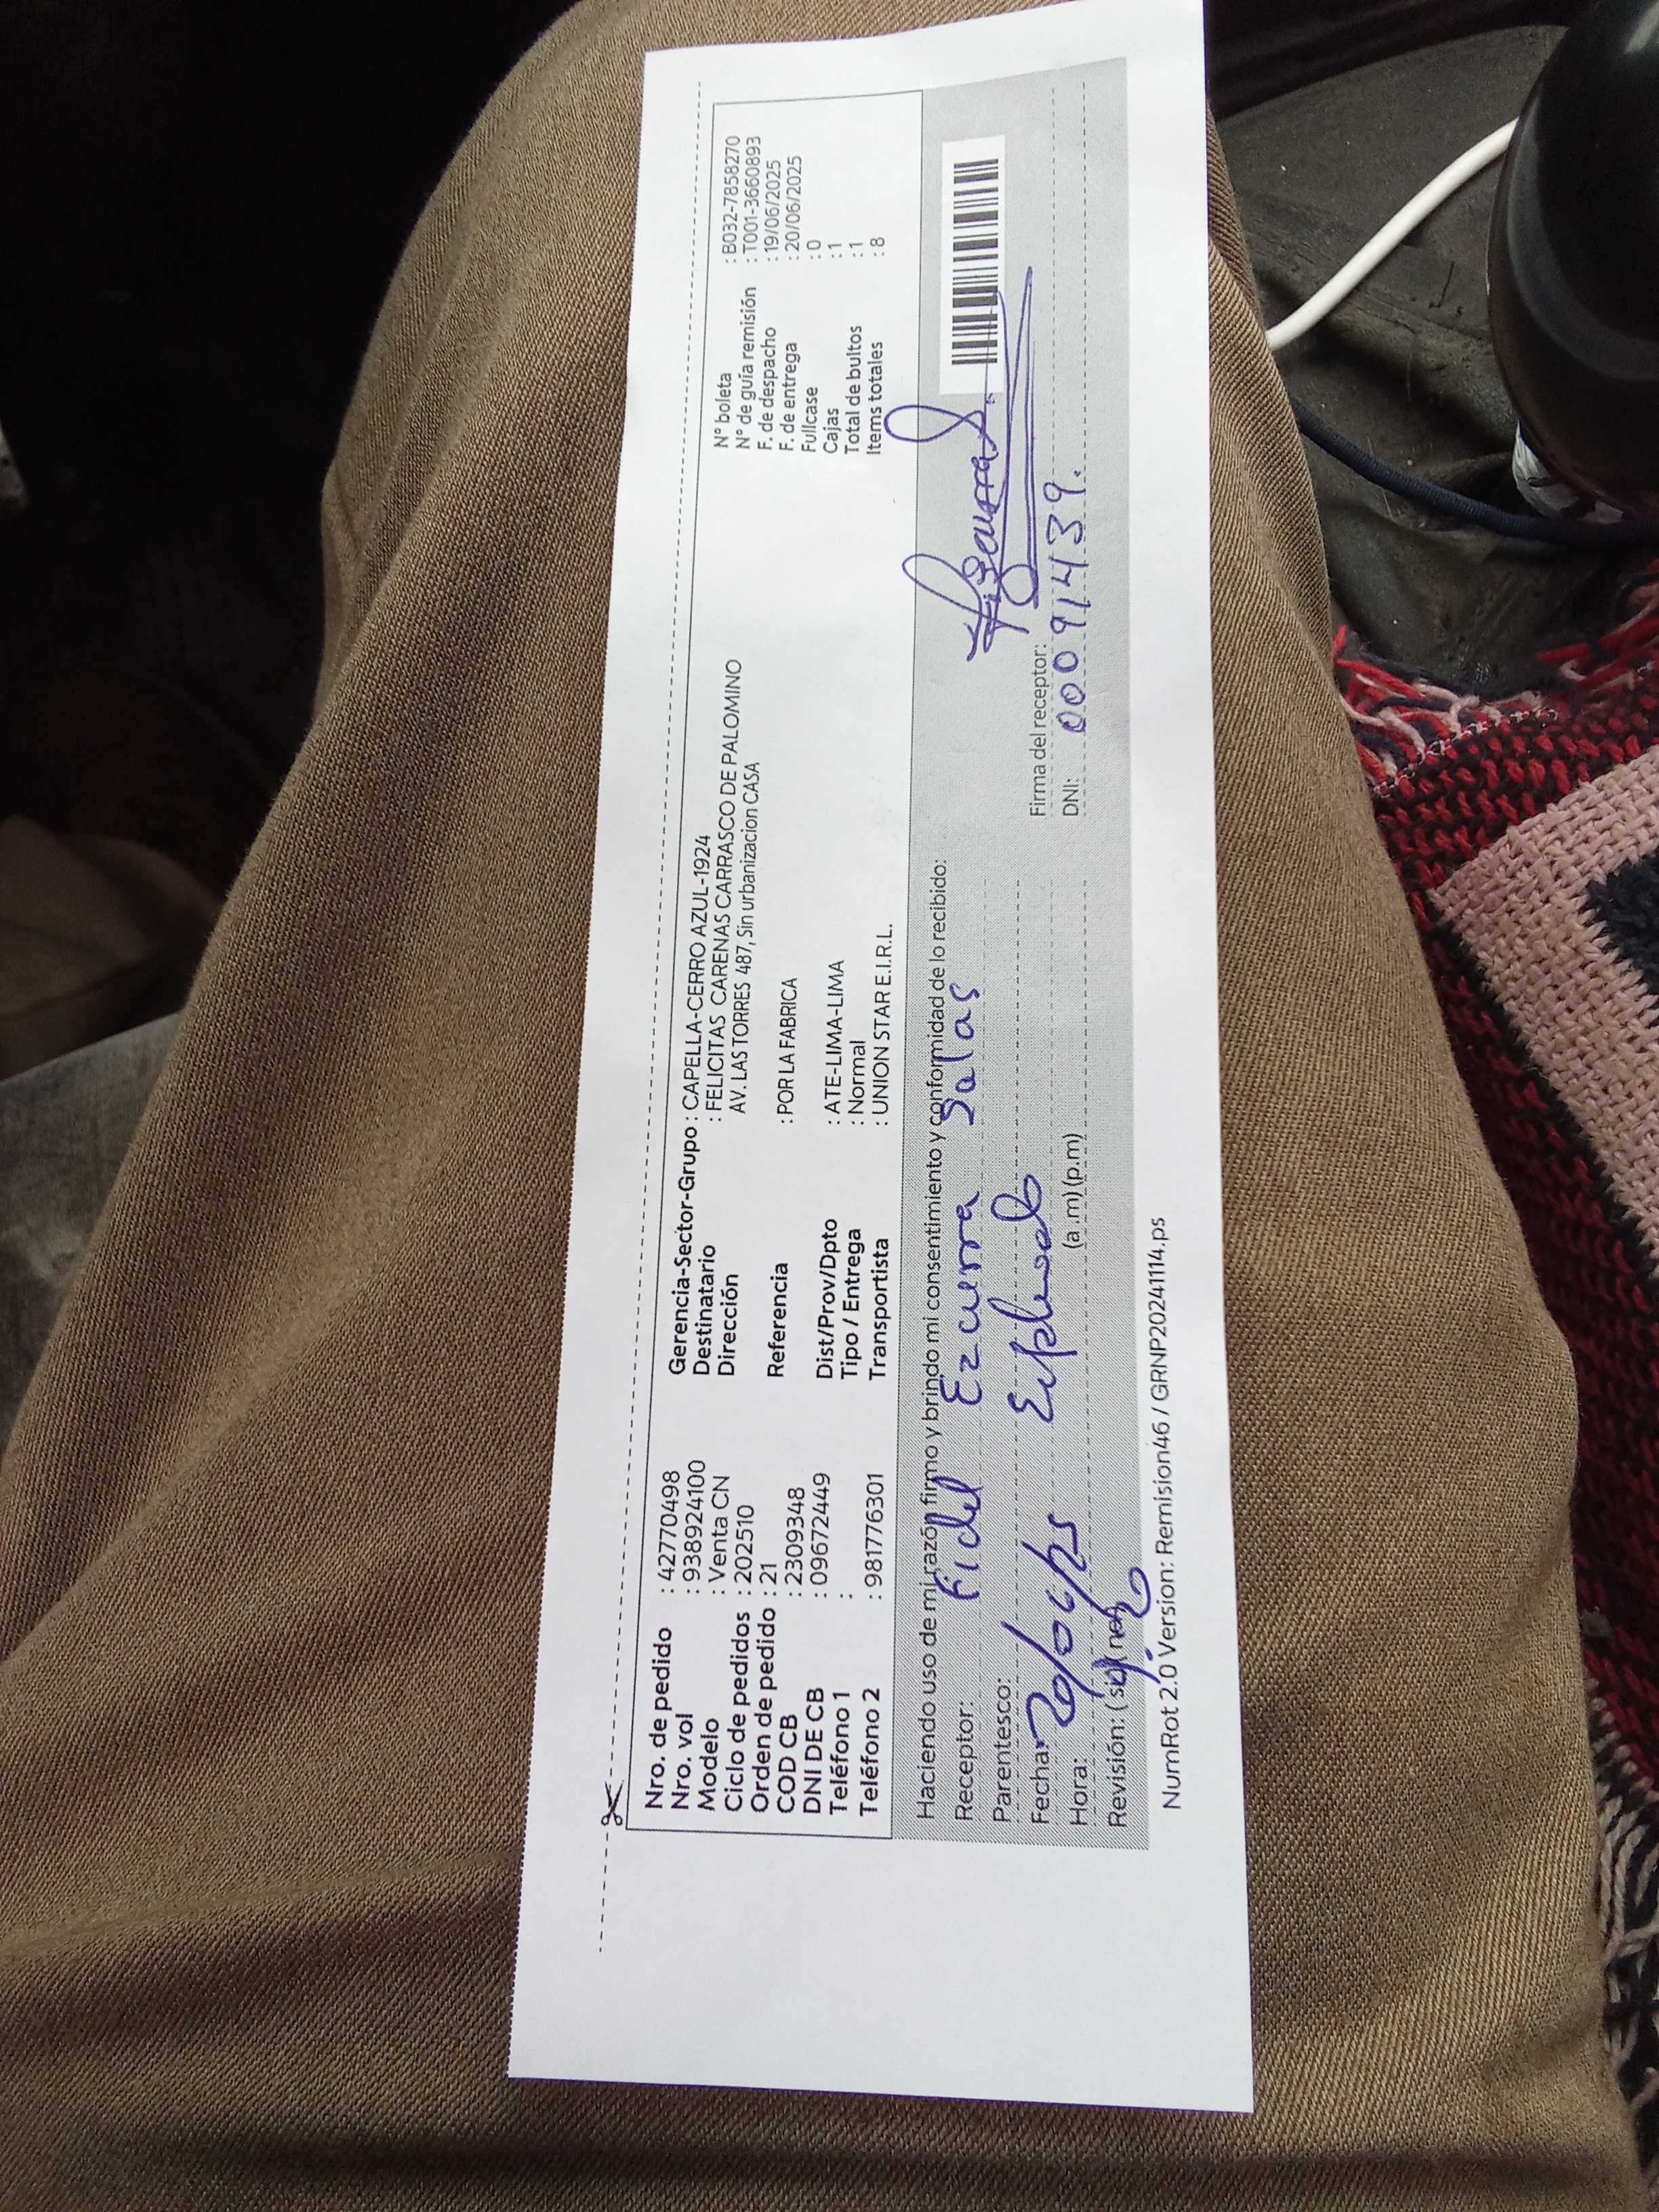 Nro. de pedido : 42770498
Nro. vol : 938924100
Modelo : Venta CN
Ciclo de pedidos : 202510
Orden de pedido : 21
COD CB : 2309348
DNI DE CB : 09672449
Teléfono 1 :
Teléfono 2 : 981776301
Gerencia-Sector-Grupo : CAPELLA-CERRO AZUL-1924
Destinatario : FELICITAS CARENAS CARRASCO DE PALOMINO
Dirección AV. LAS TORRES 487, Sin urbanizacion CASA
Referencia : POR LA FABRICA
Dist/Prov/Dpto : ATE-LIMA-LIMA
Tipo / Entrega : Normal
Transportista : UNION STAR E.I.R.L.
N° boleta : B032-7858270
N° de guía remisión : T001-3660893
F. de despacho : 19/06/2025
F. de entrega : 20/06/2025
Fullcase : 0
Cajas : 1
Total de bultos : 1
Items totales : 8
Haciendo uso de mi razón firmo y brindo mi consentimiento y conformidad de lo recibido:
Receptor: Fidel Ezcurra Salas
Parentesco:
Fecha:
Hora: (a.m) (p.m)
Revisión: ( si ) ( no )
Firma del receptor:
DNI: 00091439.
NumRot 2.0 Version: Remision46 / GRNP20241114.ps